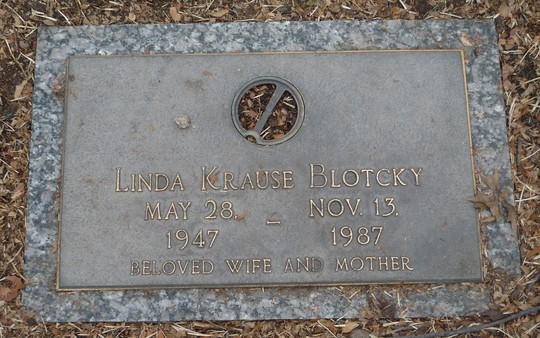 LINDA KRAUSE BLOTCKY
MAY 28, – NOV. 13,
1947 1987
BELOVED WIFE AND MOTHER